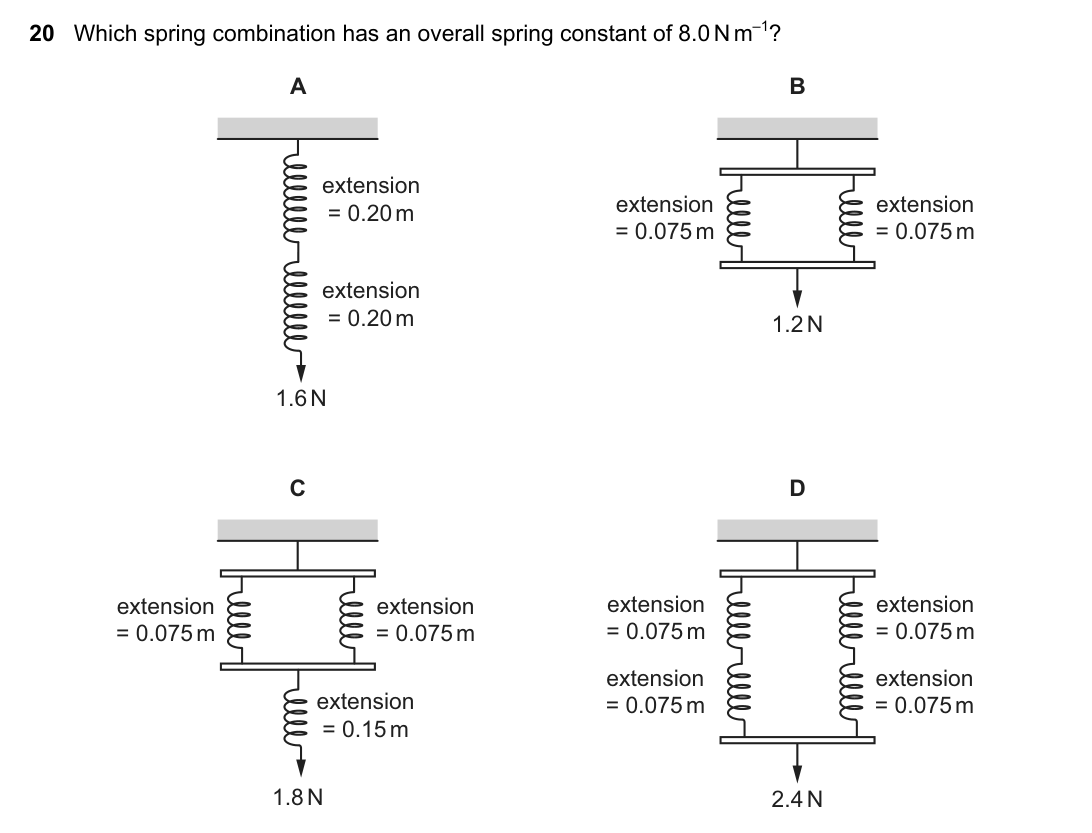 20 Which spring combination has an overall spring constant of 8.0 N m⁻¹?
A
extension
= 0.20 m
extension
= 0.20 m
1.6 N
B
extension
= 0.075 m
extension
= 0.075 m
1.2 N
C
extension
= 0.075 m
extension
= 0.075 m
extension
= 0.15 m
1.8 N
D
extension
= 0.075 m
extension
= 0.075 m
extension
= 0.075 m
extension
= 0.075 m
2.4 N